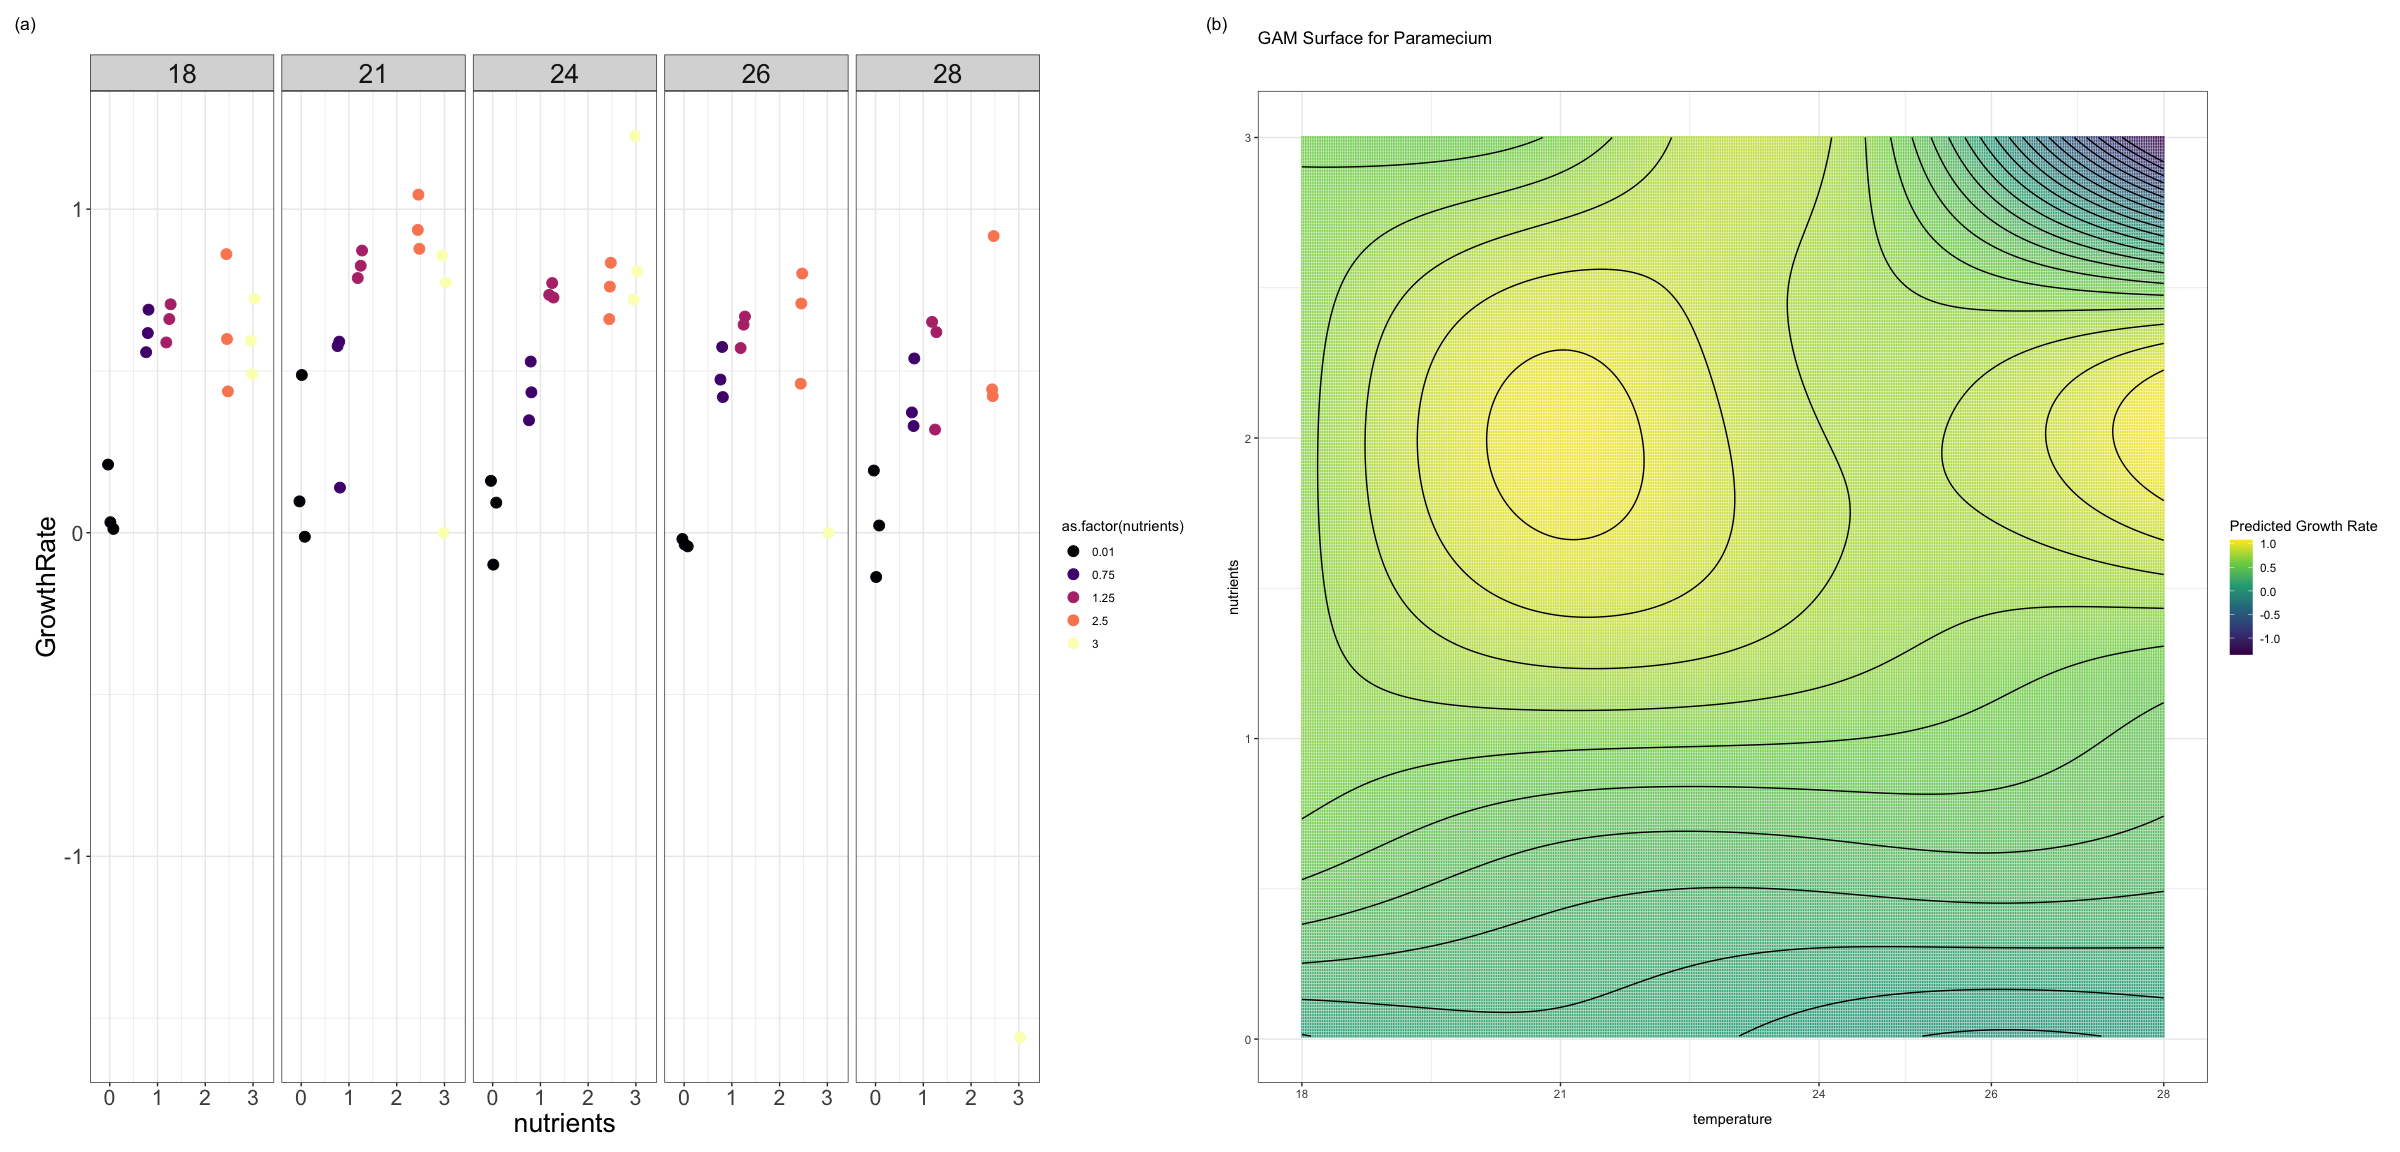 (a)
18 21 24 26 28
1
0
-1
GrowthRate
0 1 2 3 0 1 2 3 0 1 2 3 0 1 2 3 0 1 2 3
nutrients
as.factor(nutrients)
0.01
0.75
1.25
2.5
3
(b)
GAM Surface for Paramecium
3
2
1
0
nutrients
18 21 24 26 28
temperature
Predicted Growth Rate
1.0
0.5
0.0
-0.5
-1.0